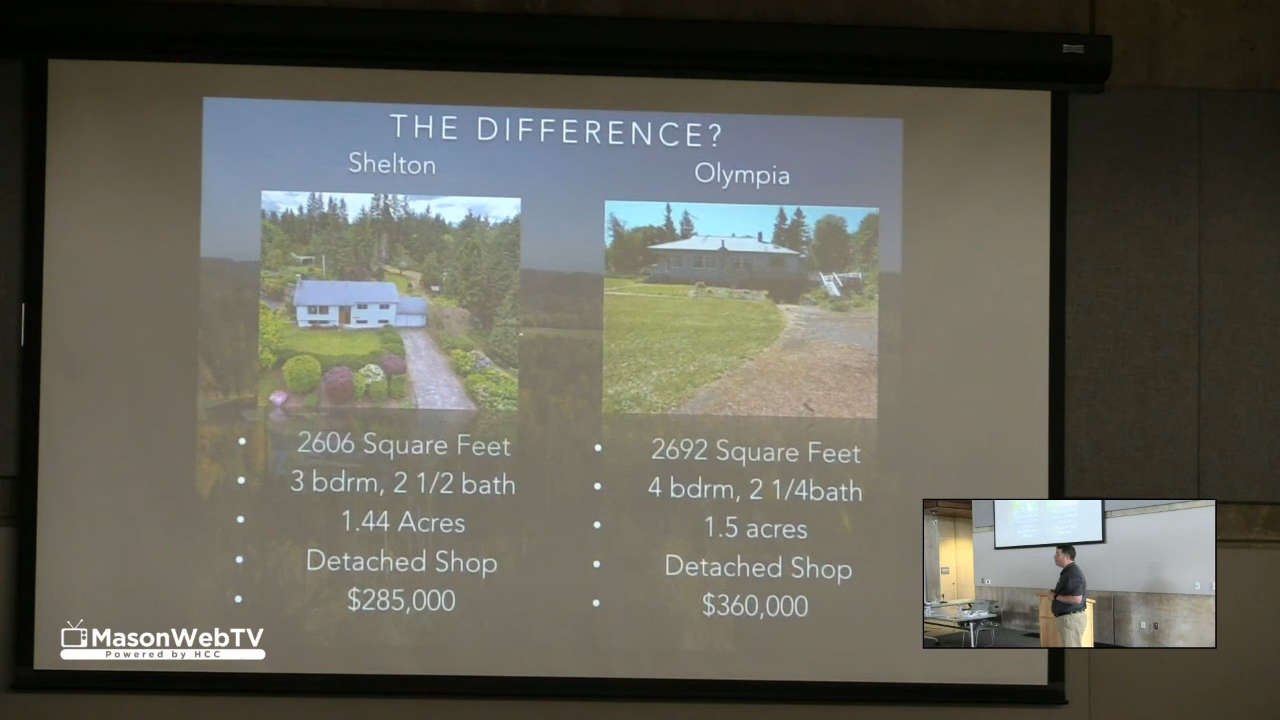 THE DIFFERENCE?
Shelton
2606 Square Feet
3 bdrm, 2 1/2 bath
1.44 Acres
Detached Shop
$285,000
Olympia
2692 Square Feet
4 bdrm, 2 1/4bath
1.5 acres
Detached Shop
$360,000
MasonWebTV
Powered by HCC